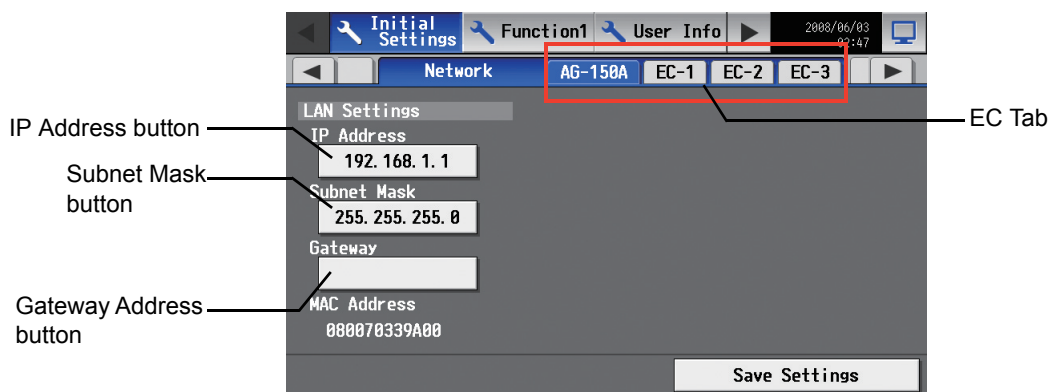 Initial
Settings
Function1
User Info
2008/06/03
02:47
Network
AG-150A
EC-1
EC-2
EC-3
EC Tab
LAN Settings
IP Address
IP Address button
192.168.1.1
Subnet Mask
button
Subnet Mask
255.255.255.0
Gateway
Gateway Address
button
MAC Address
080070339A00
Save Settings